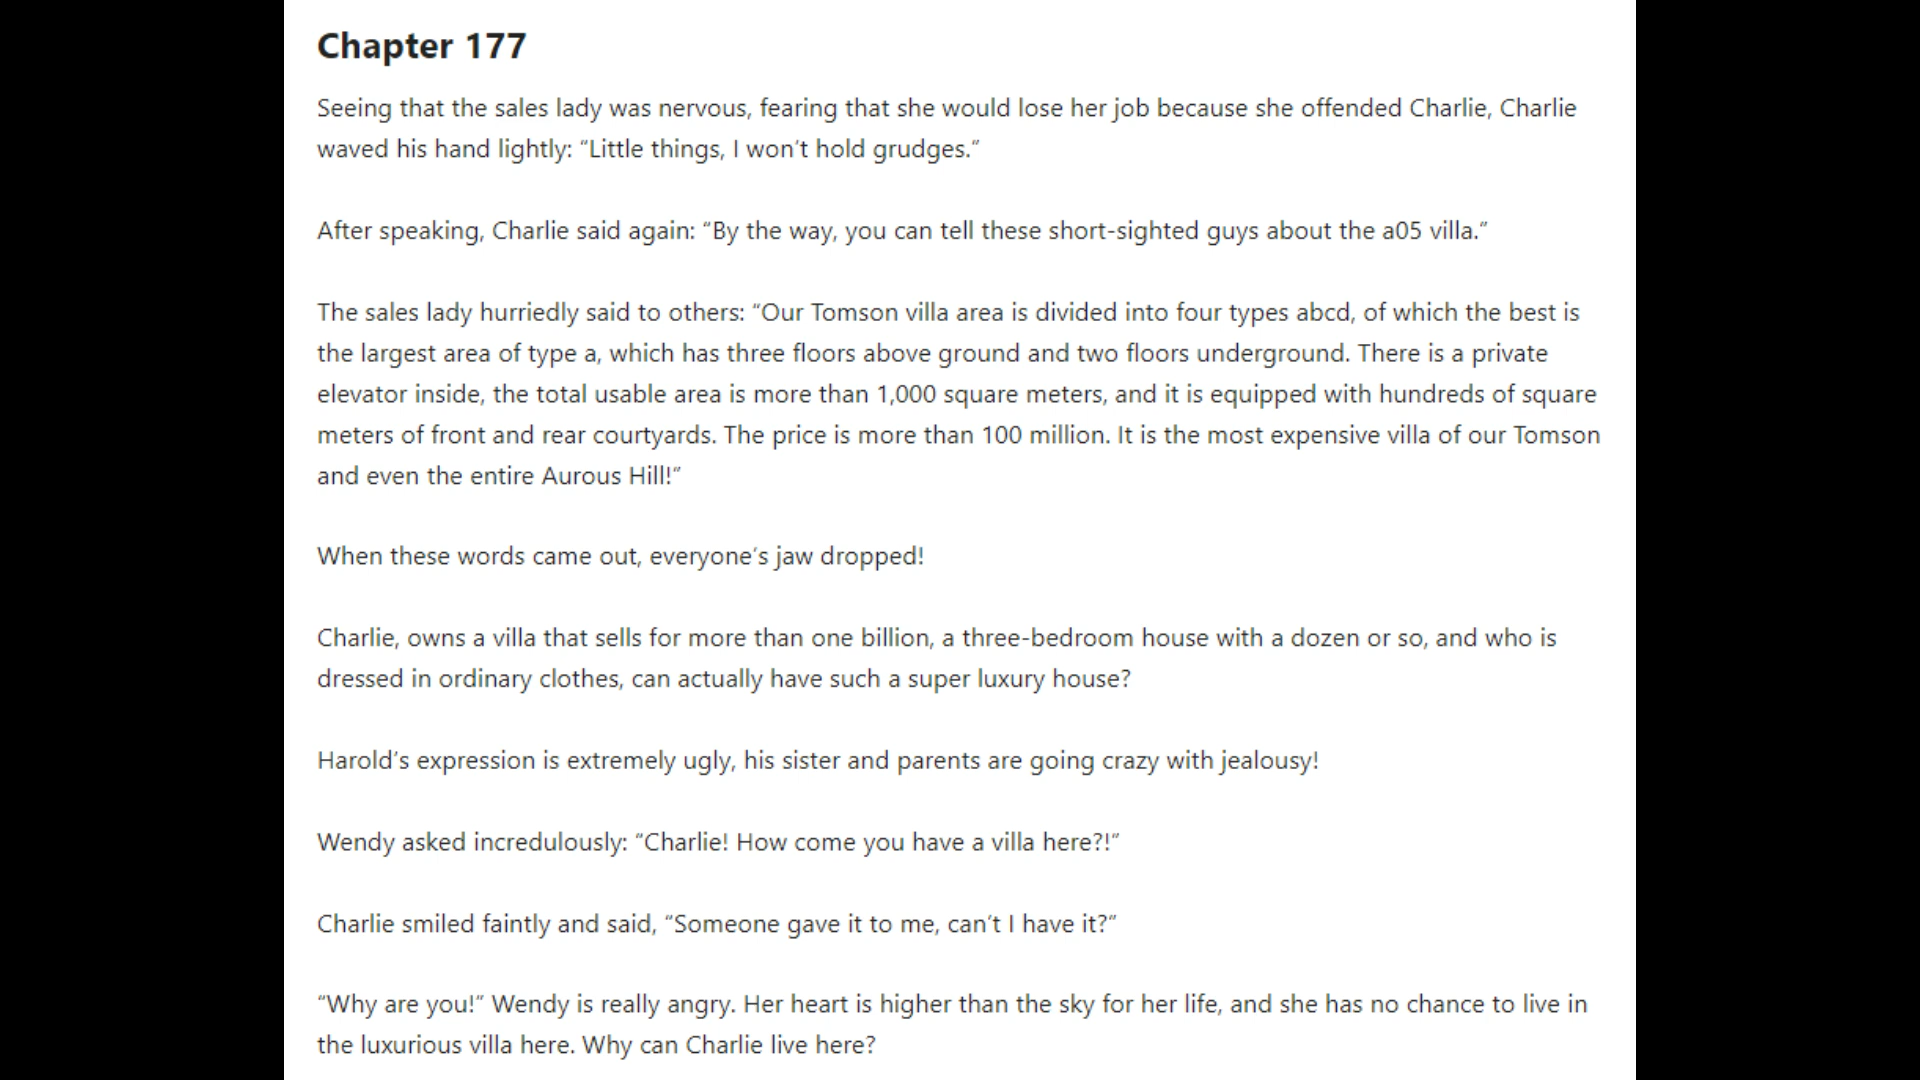 Chapter 177
Seeing that the sales lady was nervous, fearing that she would lose her job because she offended Charlie, Charlie
waved his hand lightly: “Little things, I won’t hold grudges.”
After speaking, Charlie said again: “By the way, you can tell these short-sighted guys about the a05 villa.”
The sales lady hurriedly said to others: “Our Tomson villa area is divided into four types abcd, of which the best is
the largest area of type a, which has three floors above ground and two floors underground. There is a private
elevator inside, the total usable area is more than 1,000 square meters, and it is equipped with hundreds of square
meters of front and rear courtyards. The price is more than 100 million. It is the most expensive villa of our Tomson
and even the entire Aurous Hill!”
When these words came out, everyone’s jaw dropped!
Charlie, owns a villa that sells for more than one billion, a three-bedroom house with a dozen or so, and who is
dressed in ordinary clothes, can actually have such a super luxury house?
Harold’s expression is extremely ugly, his sister and parents are going crazy with jealousy!
Wendy asked incredulously: “Charlie! How come you have a villa here?!”
Charlie smiled faintly and said, “Someone gave it to me, can’t I have it?”
“Why are you!” Wendy is really angry. Her heart is higher than the sky for her life, and she has no chance to live in
the luxurious villa here. Why can Charlie live here?